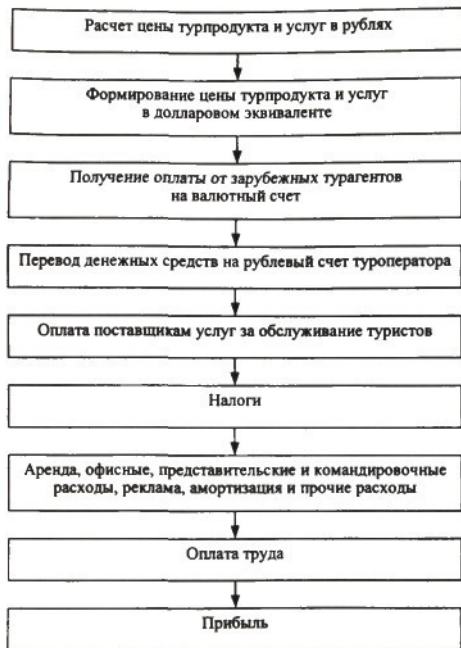 Расчет цены турпродукта и услуг в рублях
Формирование цены турпродукта и услуг
в долларовом эквиваленте
Получение оплаты от зарубежных турагентов
на валютный счет
Перевод денежных средств на рублевый счет туроператора
Оплата поставщикам услуг за обслуживание туристов
Налоги
Аренда, офисные, представительские и командировочные
расходы, реклама, амортизация и прочие расходы
Оплата труда
Прибыль